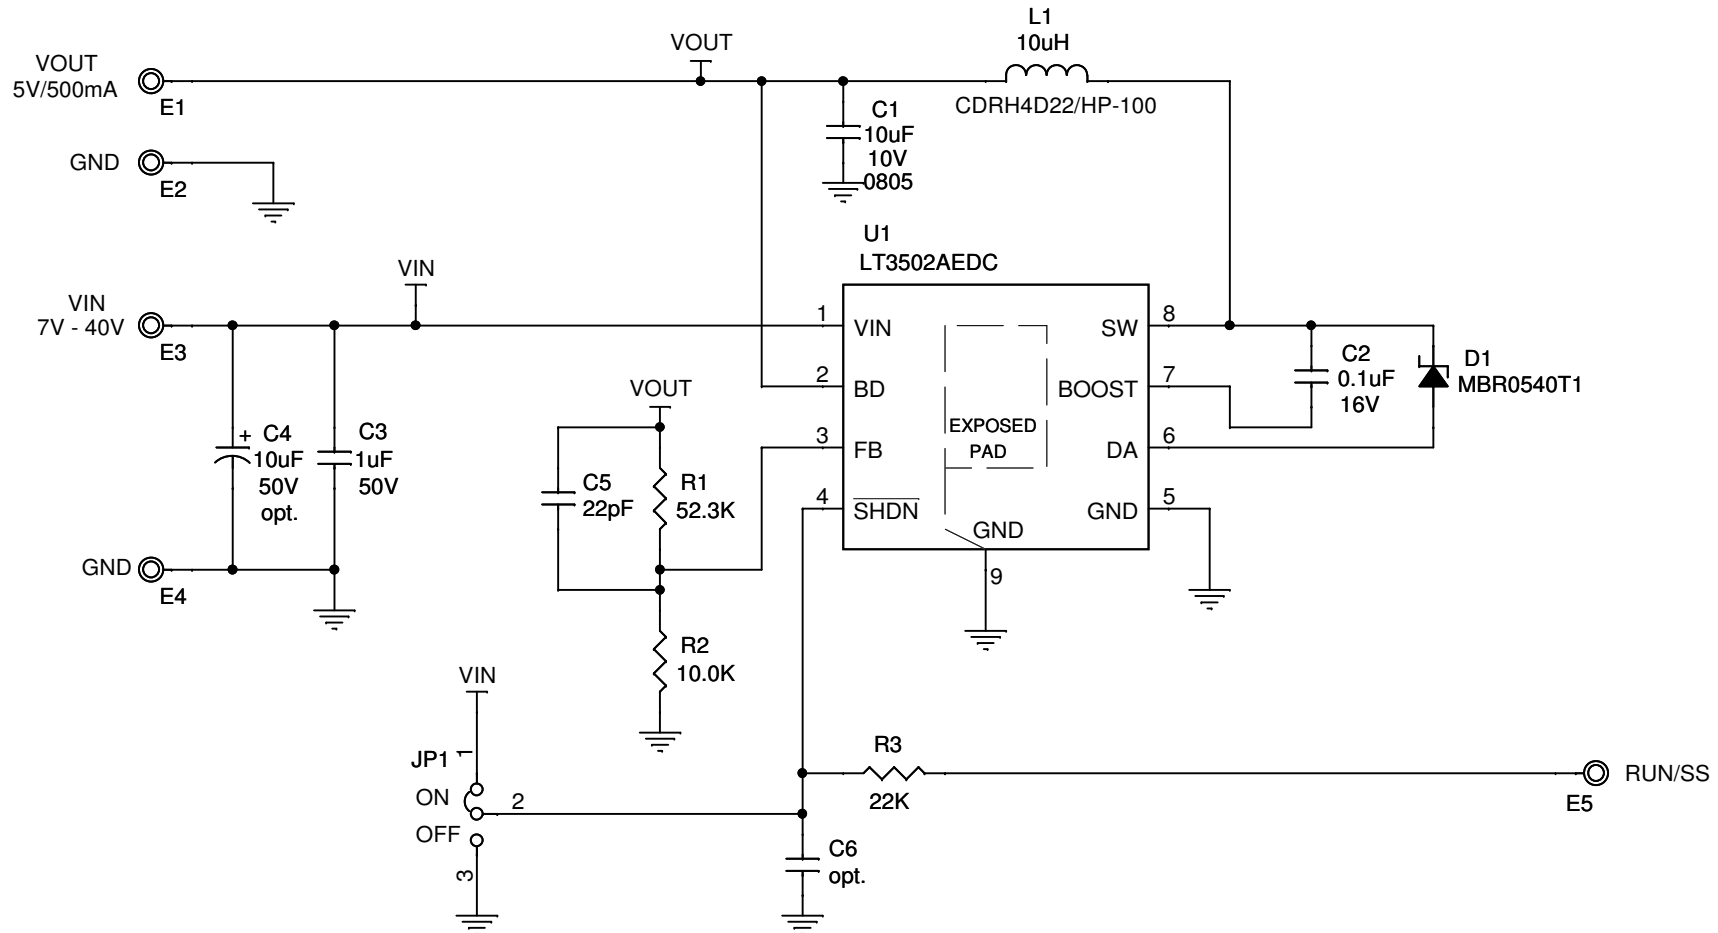 L1
10uH
CDRH4D22/HP-100
VOUT
VOUT
5V/500mA
E1
GND
E2
C1
10uF
10V
0805
U1
LT3502AEDC
VIN
VIN
7V - 40V
E3
1
VIN
2
BD
3
FB
4
SHDN
EXPOSED
PAD
GND
9
SW
8
BOOST
7
DA
6
GND
5
C2
0.1uF
16V
D1
MBR0540T1
+
C4
10uF
50V
opt.
C3
1uF
50V
GND
E4
VOUT
C5
22pF
R1
52.3K
R2
10.0K
VIN
JP1
1
ON
2
OFF
3
R3
22K
RUN/SS
E5
C6
opt.